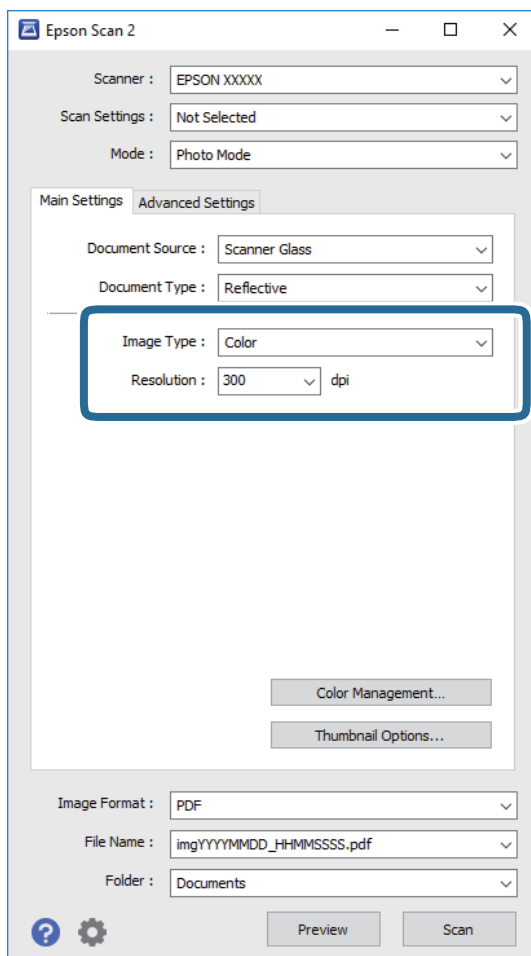 Epson Scan 2
Scanner : EPSON XXXXX
Scan Settings : Not Selected
Mode : Photo Mode
Main Settings Advanced Settings
Document Source : Scanner Glass
Document Type : Reflective
Image Type : Color
Resolution : 300 dpi
Color Management...
Thumbnail Options...
Image Format : PDF
File Name : imgYYYYMMDD_HHMMSSSS.pdf
Folder : Documents
? Preview Scan